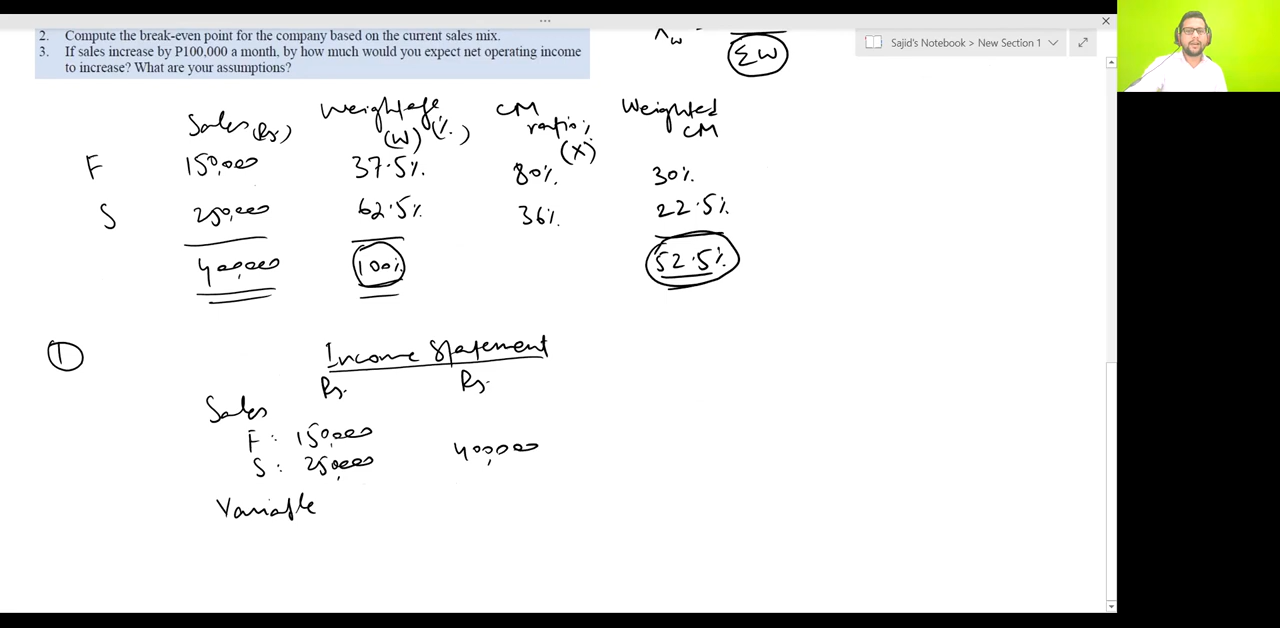 2. Compute the break-even point for the company based on the current sales mix.
3. If sales increase by P100,000 a month, by how much would you expect net operating income
to increase? What are your assumptions?
Sajid's Notebook > New Section 1
Xw
ΣW
Sales (Rs) Weightage (W) (%) CM ratio % (X) Weighted CM
F 150,000 37.5% 80% 30%
S 250,000 62.5% 36% 22.5%
400,000 100% 52.5%
1 Income Statement
Rs. Rs.
Sales
F: 150,000
S: 250,000 400,000
Variable